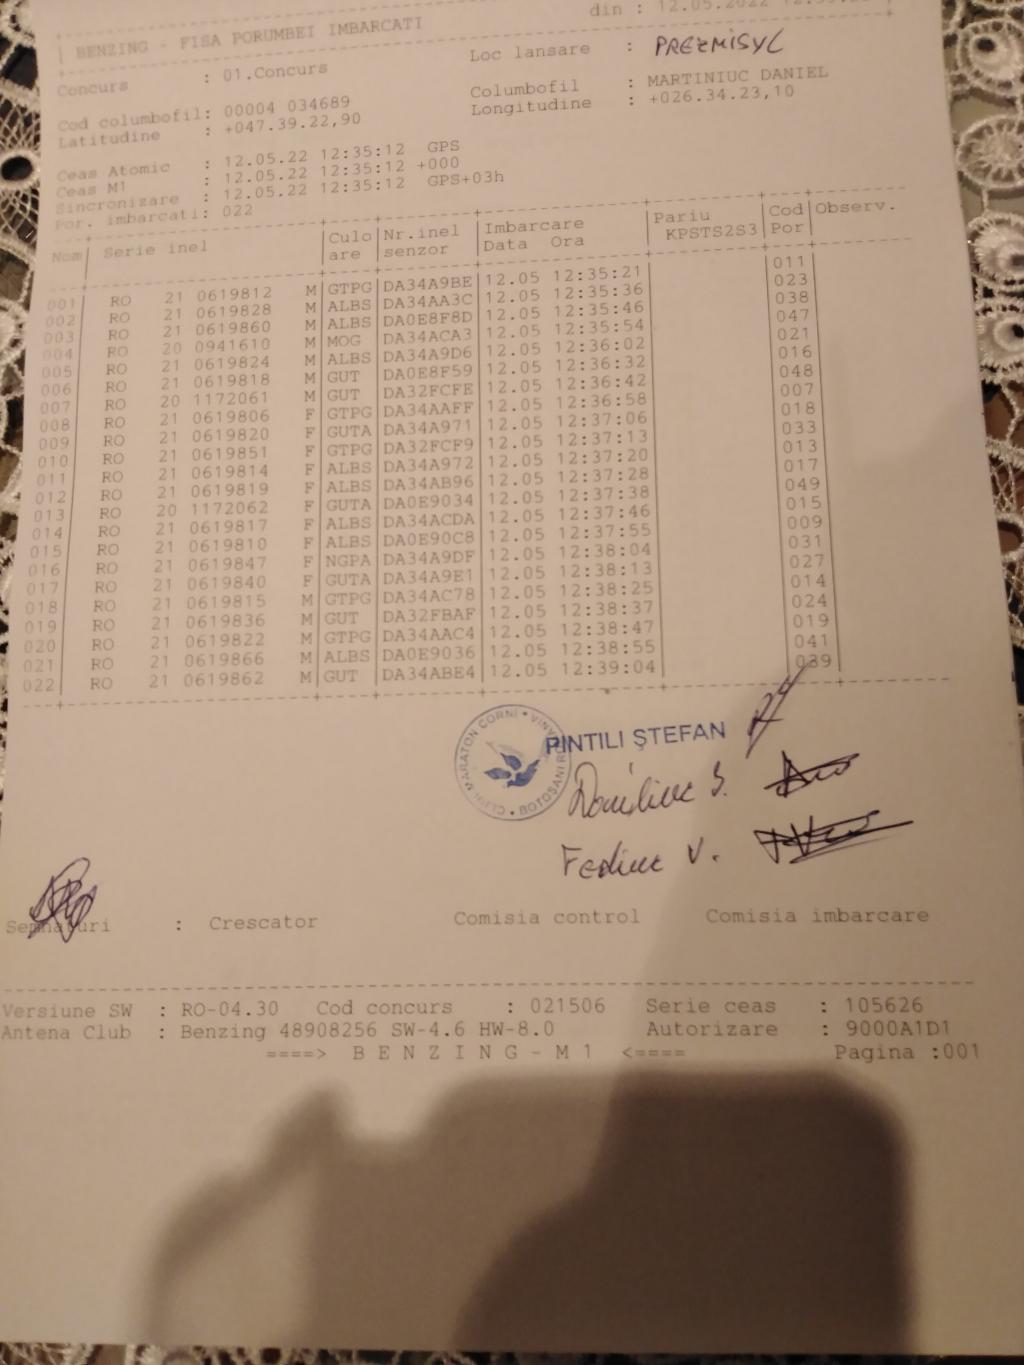 din : 12.05.2022
BENZING - FISA PORUMBEI IMBARCATI
Concurs : 01.Concurs Loc lansare : PREZMISYL
Cod columbofil: 00004 034689 Columbofil : MARTINIUC DANIEL
Latitudine : +047.39.22,90 Longitudine : +026.34.23,10
Ceas Atomic : 12.05.22 12:35:12 GPS
Ceas M1 : 12.05.22 12:35:12 +000
Sincronizare : 12.05.22 12:35:12 GPS+03h
Por. imbarcati: 022
Nom Serie inel Culo Nr.inel Imbarcare Pariu Cod Observ.
are senzor Data Ora KPSTS2S3 Por
001 RO 21 0619812 M GTPG DA34A9BE 12.05 12:35:21 011
002 RO 21 0619828 M ALBS DA34AA3C 12.05 12:35:36 023
003 RO 21 0619860 M ALBS DA0E8F8D 12.05 12:35:46 038
004 RO 20 0941610 M MOG DA34ACA3 12.05 12:35:54 047
005 RO 21 0619824 M ALBS DA34A9D6 12.05 12:36:02 021
006 RO 21 0619818 M GUT DA0E8F59 12.05 12:36:32 016
007 RO 20 1172061 M GUT DA32FCFE 12.05 12:36:42 048
008 RO 21 0619806 F GTPG DA34AAFF 12.05 12:36:58 007
009 RO 21 0619820 F GUTA DA34A971 12.05 12:37:06 018
010 RO 21 0619851 F GTPG DA32FCF9 12.05 12:37:13 033
011 RO 21 0619814 F ALBS DA34A972 12.05 12:37:20 013
012 RO 21 0619819 F ALBS DA34AB96 12.05 12:37:28 017
013 RO 20 1172062 F GUTA DA0E9034 12.05 12:37:38 049
014 RO 21 0619817 F ALBS DA34ACDA 12.05 12:37:46 015
015 RO 21 0619810 F ALBS DA0E90C8 12.05 12:37:55 009
016 RO 21 0619847 F NGPA DA34A9DF 12.05 12:38:04 031
017 RO 21 0619840 F GUTA DA34A9E1 12.05 12:38:13 027
018 RO 21 0619815 M GTPG DA34AC78 12.05 12:38:25 014
019 RO 21 0619836 M GUT DA32FBAF 12.05 12:38:37 024
020 RO 21 0619822 M GTPG DA34AAC4 12.05 12:38:47 019
021 RO 21 0619866 M ALBS DA0E9036 12.05 12:38:55 041
022 RO 21 0619862 M GUT DA34ABE4 12.05 12:39:04 039
CLUB MARATON CORNI • BOTOȘANI
PINTILI ȘTEFAN
Daniliuc S.
Fediuc V.
Semnaturi : Crescator Comisia control Comisia imbarcare
Versiune SW : RO-04.30 Cod concurs : 021506 Serie ceas : 105626
Antena Club : Benzing 48908256 SW-4.6 HW-8.0 Autorizare : 9000A1D1
====> B E N Z I N G - M 1 <==== Pagina :001